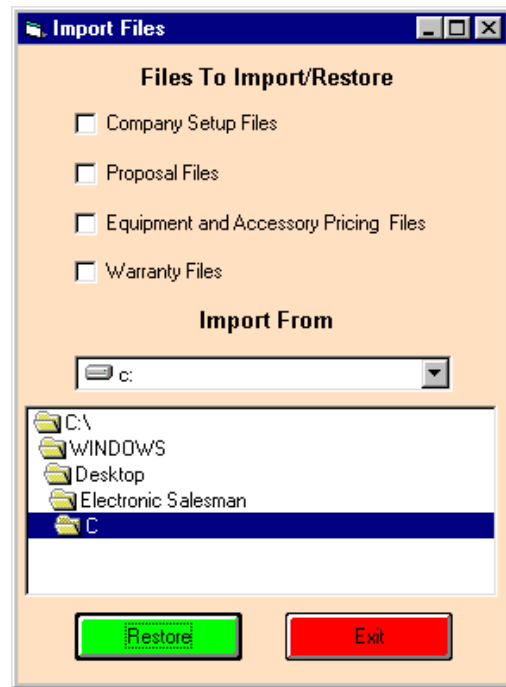 Import Files
Files To Import/Restore
Company Setup Files
Proposal Files
Equipment and Accessory Pricing Files
Warranty Files
Import From
c:
C:\
WINDOWS
Desktop
Electronic Salesman
C
Restore Exit